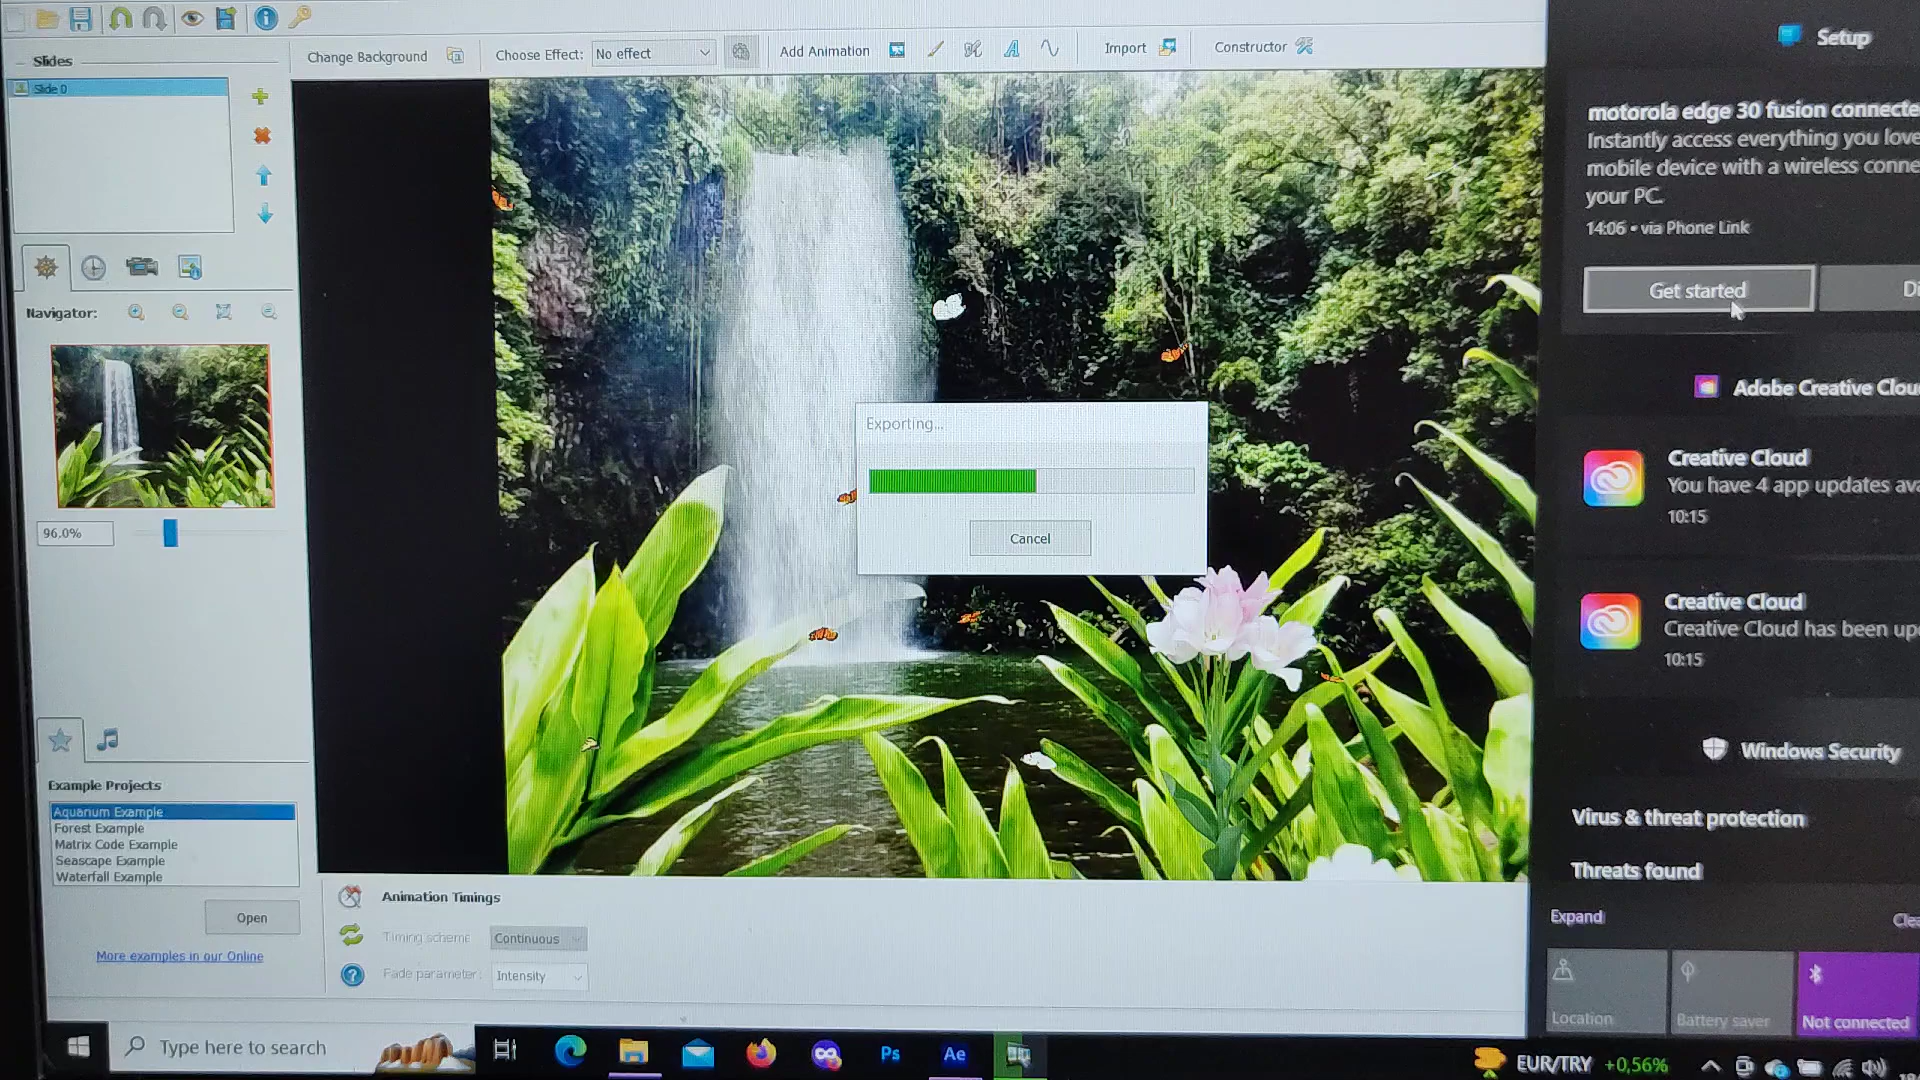 Slides
Slide 0
Change Background
Choose Effect:
No effect
Add Animation
Import
Constructor
Navigator:
96.0%
Example Projects
Aquarium Example
Forest Example
Matrix Code Example
Seascape Example
Waterfall Example
Open
More examples in our Online
Exporting...
Cancel
Animation Timings
Timing scheme
Continuous
Fade parameter:
Intensity
Setup
motorola edge 30 fusion connecte
Instantly access everything you love
mobile device with a wireless conne
your PC.
14:06 • via Phone Link
Get started
Di
Adobe Creative Clou
Creative Cloud
You have 4 app updates ava
10:15
Creative Cloud
Creative Cloud has been up
10:15
Windows Security
Virus & threat protection
Threats found
Expand
Clea
Location
Battery saver
Not connected
Type here to search
Ps
Ae
EUR/TRY +0,56%